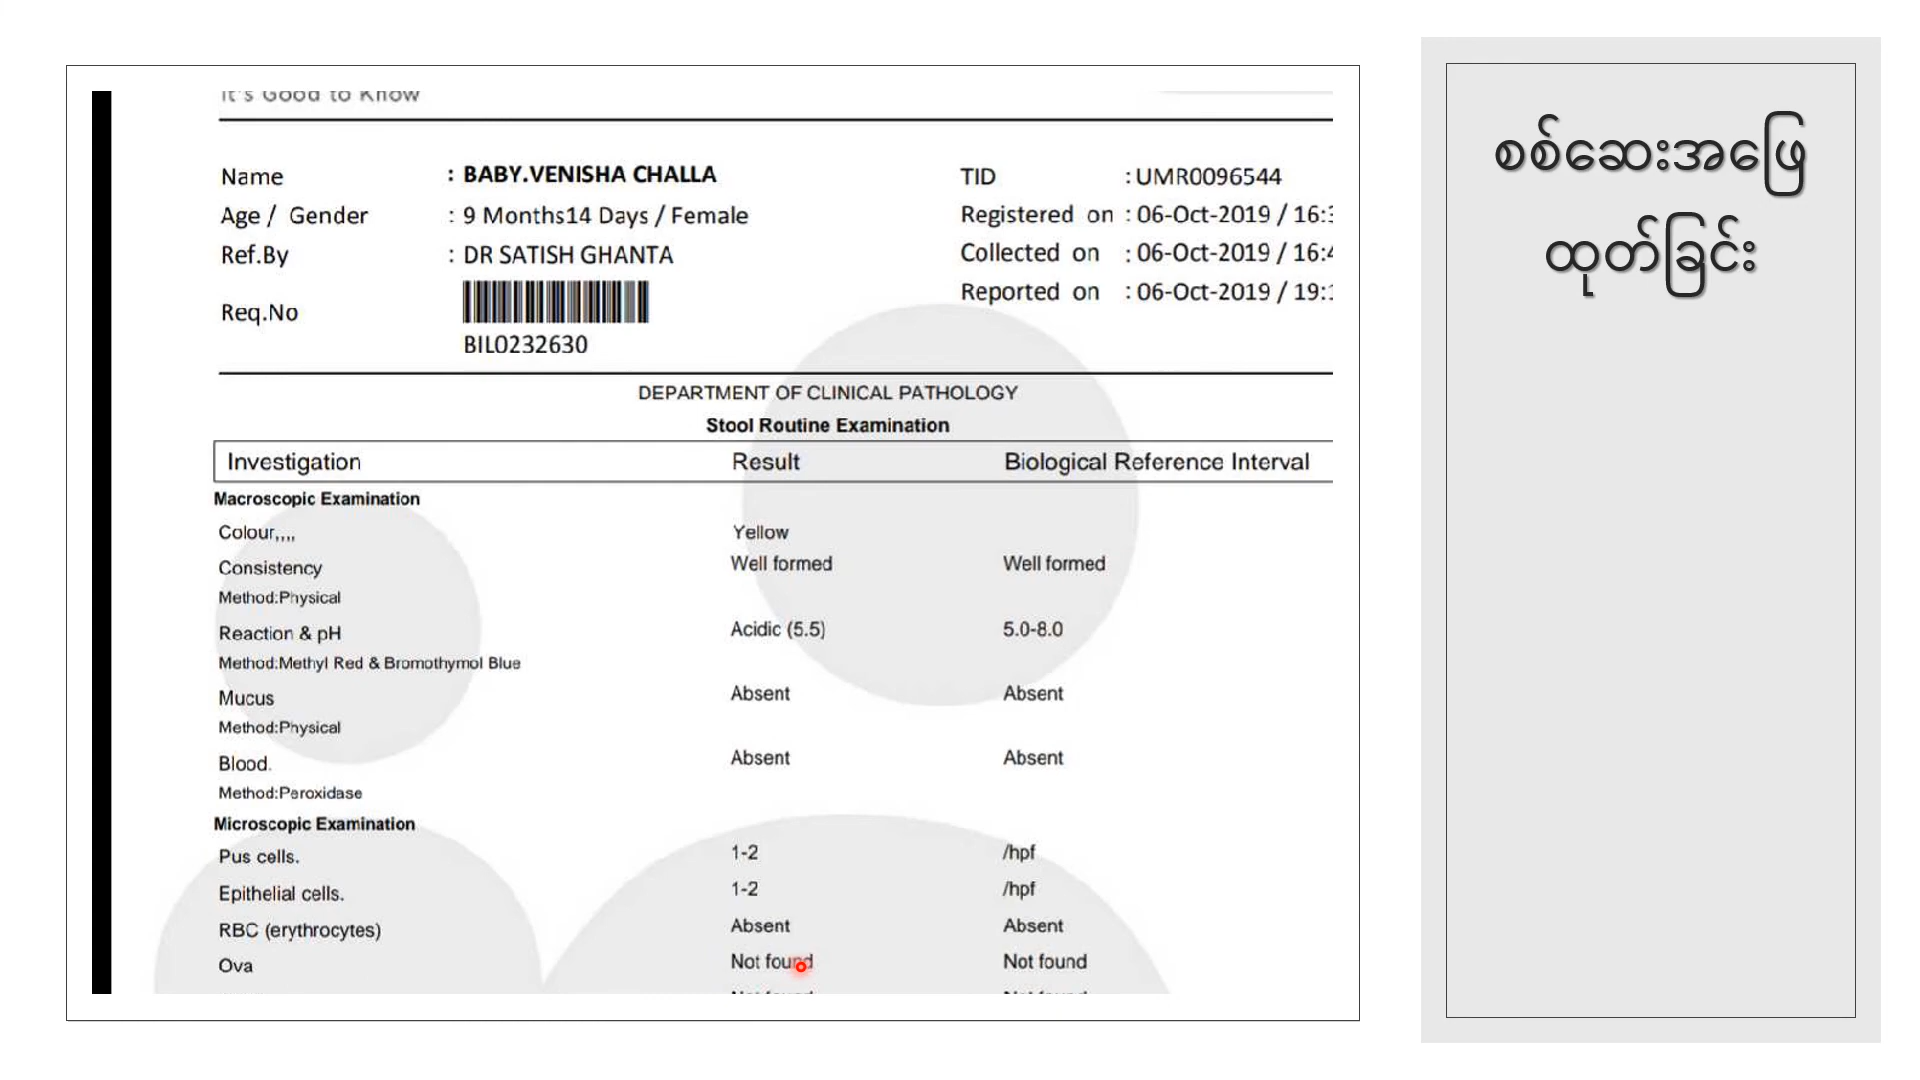 It's Good to Know
Name : BABY.VENISHA CHALLA
TID : UMR0096544
Age / Gender : 9 Months14 Days / Female
Registered on : 06-Oct-2019 / 16:
Ref.By : DR SATISH GHANTA
Collected on : 06-Oct-2019 / 16:
Reported on : 06-Oct-2019 / 19:
Req.No
BIL0232630
DEPARTMENT OF CLINICAL PATHOLOGY
Stool Routine Examination
Investigation Result Biological Reference Interval
Macroscopic Examination
Colour,,,, Yellow
Consistency Well formed Well formed
Method:Physical
Reaction & pH Acidic (5.5) 5.0-8.0
Method:Methyl Red & Bromothymol Blue
Mucus Absent Absent
Method:Physical
Blood. Absent Absent
Method:Peroxidase
Microscopic Examination
Pus cells. 1-2 /hpf
Epithelial cells. 1-2 /hpf
RBC (erythrocytes) Absent Absent
Ova Not found Not found
စစ်ဆေးအဖြေ
ထုတ်ခြင်း